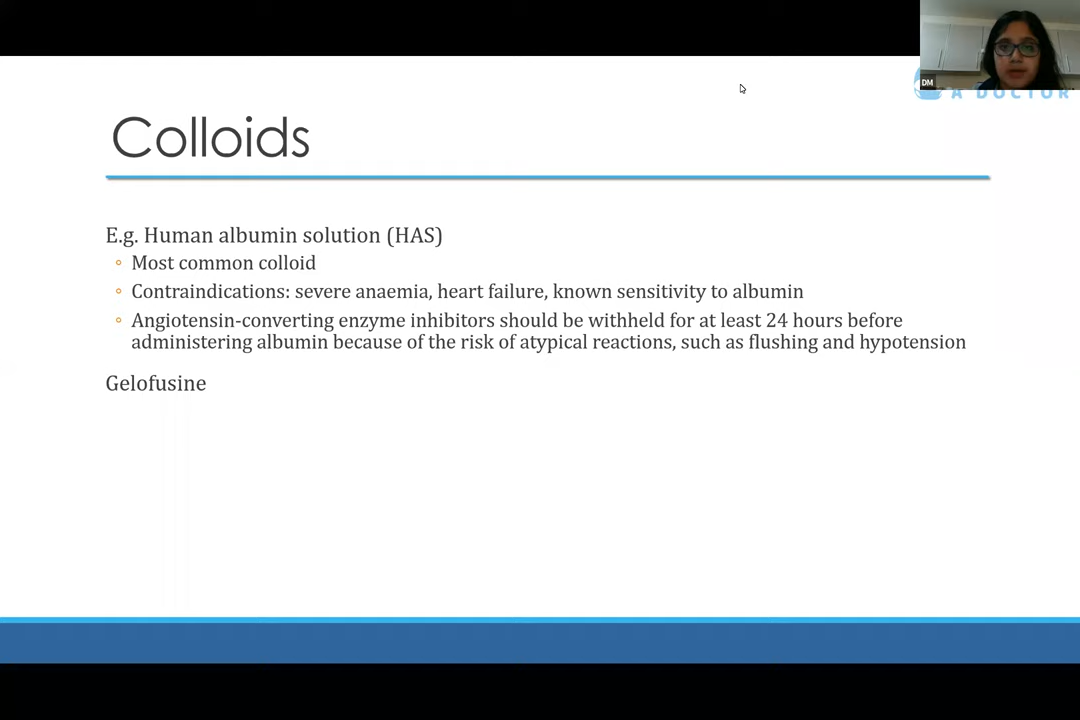 DM
A DOCTOR
Colloids
E.g. Human albumin solution (HAS)
◦ Most common colloid
◦ Contraindications: severe anaemia, heart failure, known sensitivity to albumin
◦ Angiotensin-converting enzyme inhibitors should be withheld for at least 24 hours before
administering albumin because of the risk of atypical reactions, such as flushing and hypotension
Gelofusine